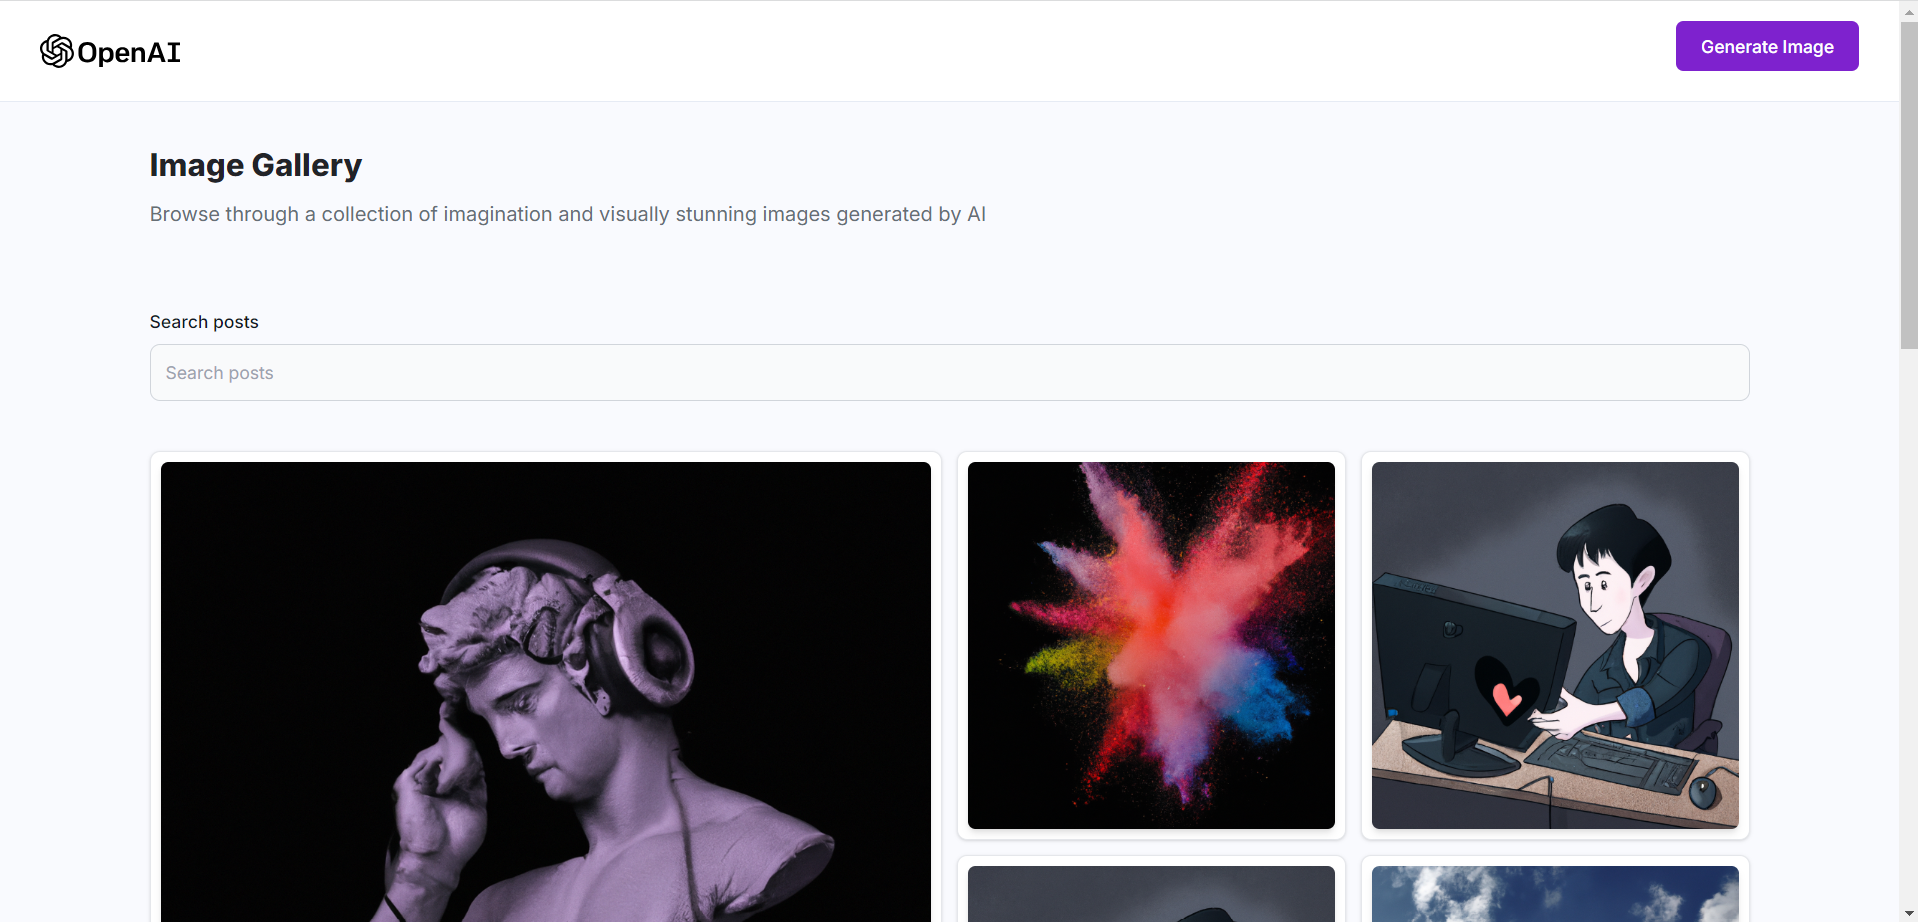 OpenAI
Generate Image
Image Gallery
Browse through a collection of imagination and visually stunning images generated by AI
Search posts
Search posts